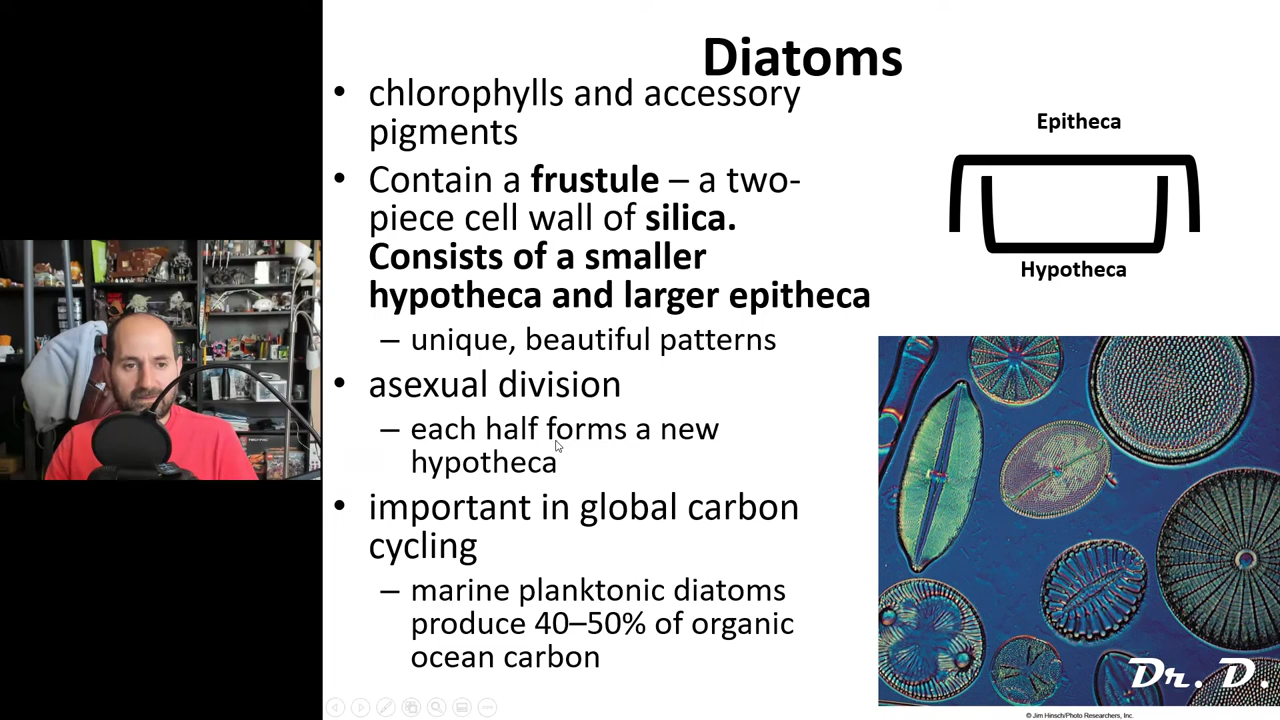 Diatoms
• chlorophylls and accessory
pigments
• Contain a frustule – a two-
piece cell wall of silica.
Consists of a smaller
hypotheca and larger epitheca
– unique, beautiful patterns
• asexual division
– each half forms a new
hypotheca
• important in global carbon
cycling
– marine planktonic diatoms
produce 40–50% of organic
ocean carbon
Epitheca
Hypotheca
Dr. D.
© Jim Hinsch/Photo Researchers, Inc.